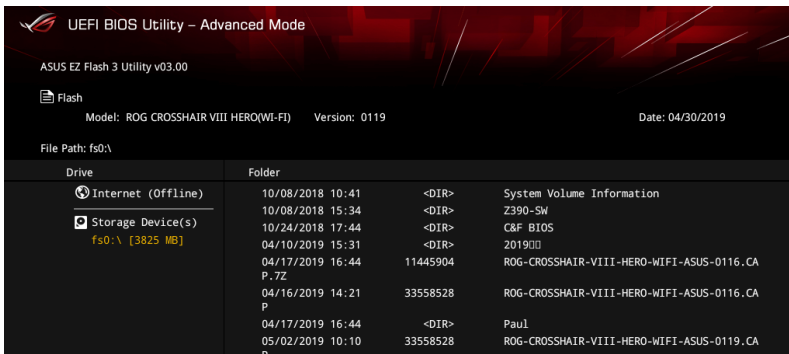 UEFI BIOS Utility – Advanced Mode
ASUS EZ Flash 3 Utility v03.00
Flash
Model: ROG CROSSHAIR VIII HERO(WI-FI) Version: 0119 Date: 04/30/2019
File Path: fs0:\
Drive Folder
Internet (Offline) 10/08/2018 10:41 <DIR> System Volume Information
10/08/2018 15:34 <DIR> Z390-SW
Storage Device(s) 10/24/2018 17:44 <DIR> C&F BIOS
fs0:\ [3825 MB] 04/10/2019 15:31 <DIR> 2019▯▯
04/17/2019 16:44 11445904 ROG-CROSSHAIR-VIII-HERO-WIFI-ASUS-0116.CA
P.7Z
04/16/2019 14:21 33558528 ROG-CROSSHAIR-VIII-HERO-WIFI-ASUS-0116.CA
P
04/17/2019 16:44 <DIR> Paul
05/02/2019 10:10 33558528 ROG-CROSSHAIR-VIII-HERO-WIFI-ASUS-0119.CA